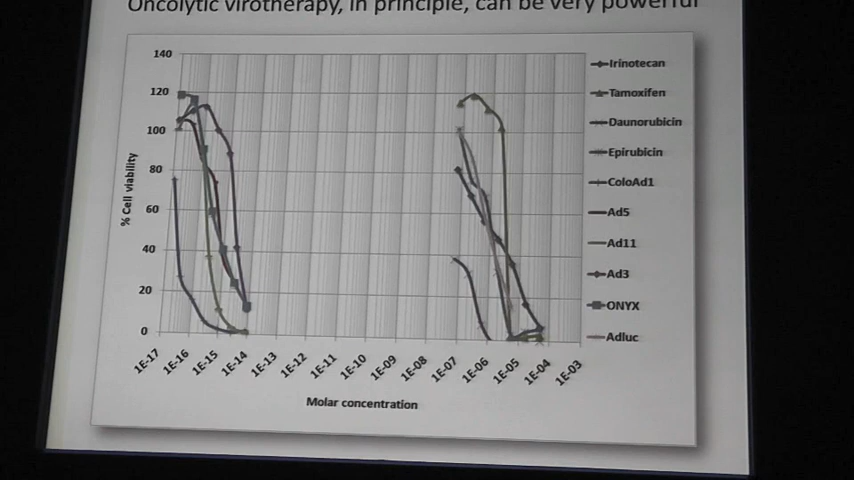 Oncolytic virotherapy, in principle, can be very powerful
140
120
100
80
60
40
20
0
% Cell viability
1E-17
1E-16
1E-15
1E-14
1E-13
1E-12
1E-11
1E-10
1E-09
1E-08
1E-07
1E-06
1E-05
1E-04
1E-03
Molar concentration
Irinotecan
Tamoxifen
Daunorubicin
Epirubicin
ColoAd1
Ad5
Ad11
Ad3
ONYX
Adluc